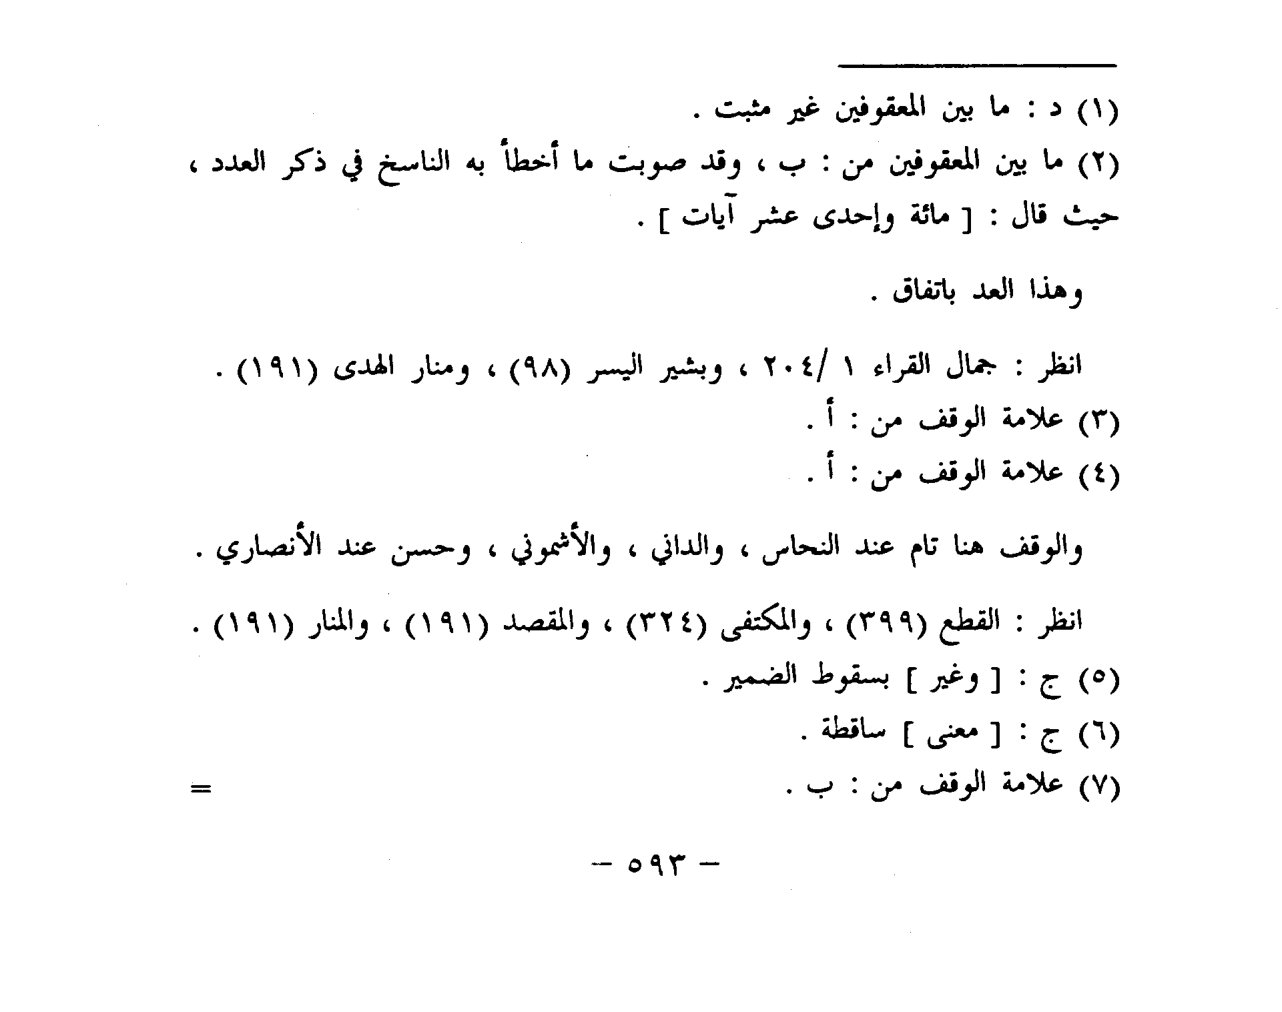 (١) د : ما بين المعقوفين غير مثبت .
(٢) ما بين المعقوفين من : ب ، وقد صوبت ما أخطأ به الناسخ في ذكر العدد ،
حيث قال : [ مائة وإحدى عشر آيات ] .
وهذا العد باتفاق .
انظر : جمال القراء ١ /٢٠٤ ، وبشير اليسر (٩٨) ، ومنار الهدى (١٩١) .
(٣) علامة الوقف من : أ .
(٤) علامة الوقف من : أ .
والوقف هنا تام عند النحاس ، والداني ، والأشموني ، وحسن عند الأنصاري .
انظر : القطع (٣٩٩) ، والمكتفى (٣٢٤) ، والمقصد (١٩١) ، والمنار (١٩١) .
(٥) ج : [ وغير ] بسقوط الضمير .
(٦) ج : [ معنى ] ساقطة .
(٧) علامة الوقف من : ب . =
– ٥٩٣ –